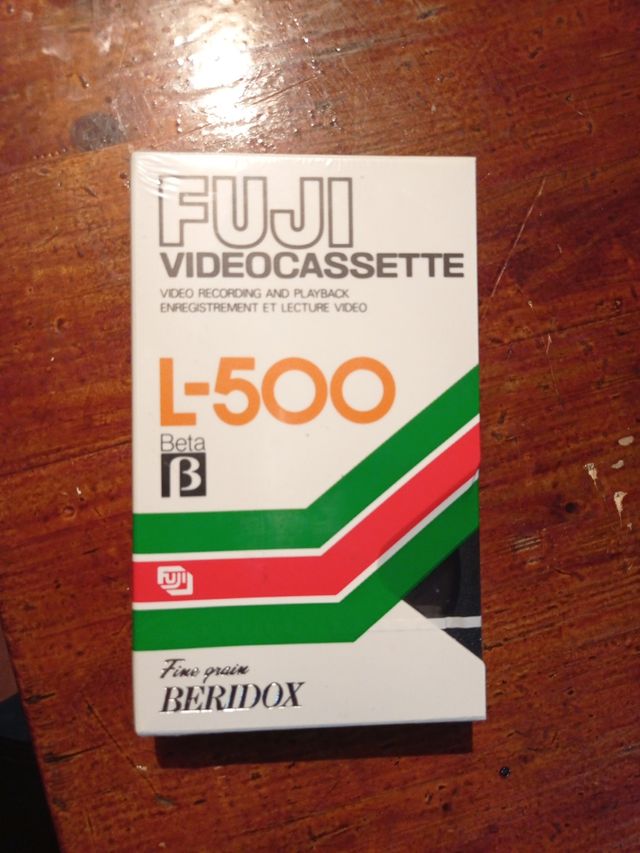 FUJI
VIDEOCASSETTE
VIDEO RECORDING AND PLAYBACK
ENREGISTREMENT ET LECTURE VIDEO
L-500
Beta
β
FUJI
Fine grain
BERIDOX